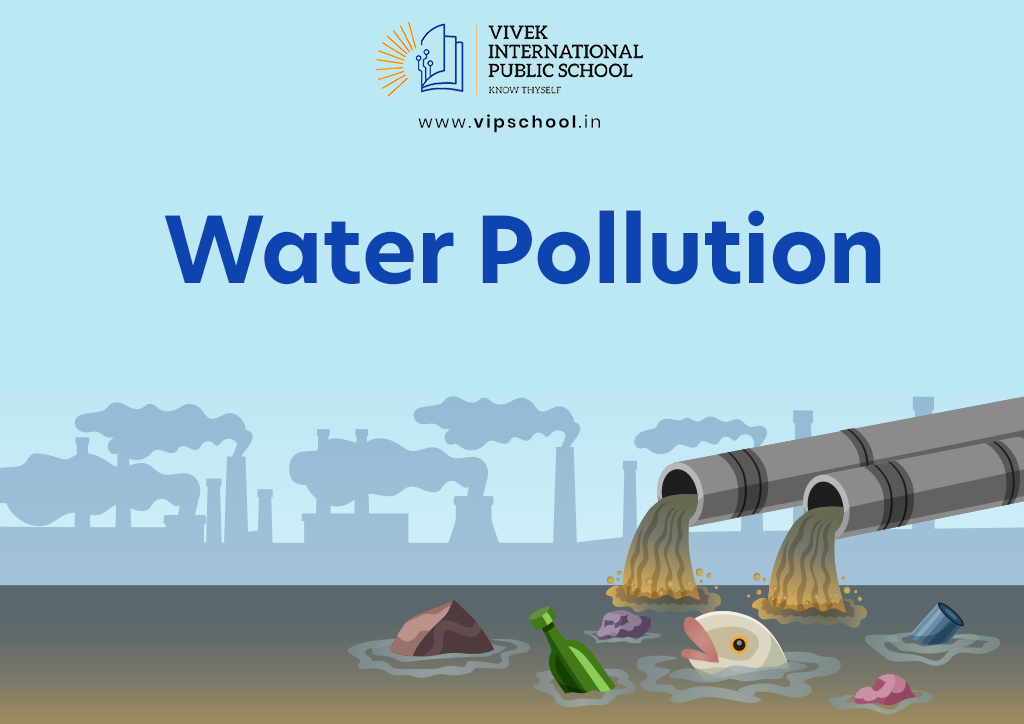 VIVEK
INTERNATIONAL
PUBLIC SCHOOL
KNOW THYSELF
www.vipschool.in
Water Pollution